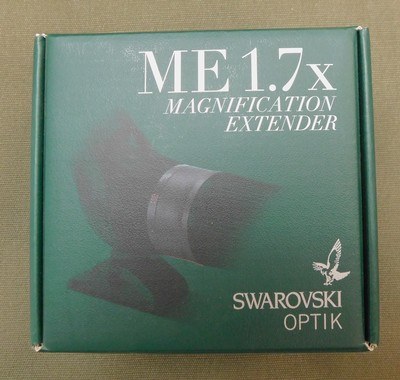 ME 1.7x
MAGNIFICATION
EXTENDER
SWAROVSKI
OPTIK